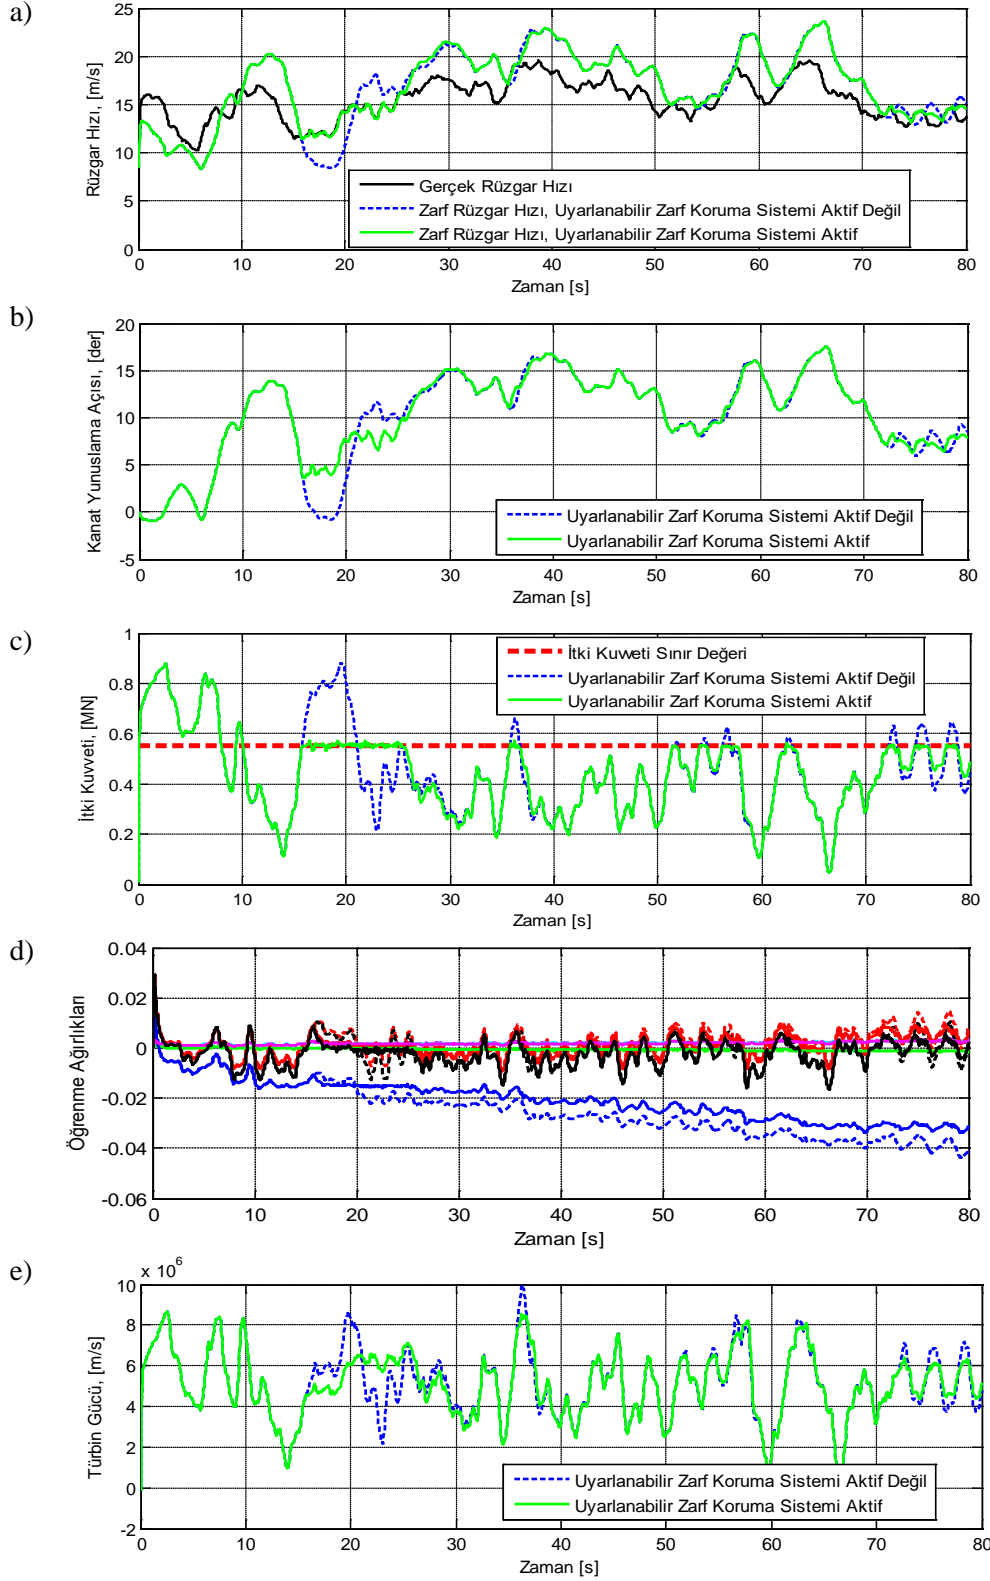 a)
25
20
15
10
5
0
Rüzgar Hızı, [m/s]
Gerçek Rüzgar Hızı
Zarf Rüzgar Hızı, Uyarlanabilir Zarf Koruma Sistemi Aktif Değil
Zarf Rüzgar Hızı, Uyarlanabilir Zarf Koruma Sistemi Aktif
0 10 20 30 40 50 60 70 80
Zaman [s]
b)
20
15
10
5
0
-5
Kanat Yunuslama Açısı, [der]
Uyarlanabilir Zarf Koruma Sistemi Aktif Değil
Uyarlanabilir Zarf Koruma Sistemi Aktif
0 10 20 30 40 50 60 70 80
Zaman [s]
c)
1
0.8
0.6
0.4
0.2
0
İtki Kuvveti, [MN]
İtki Kuvveti Sınır Değeri
Uyarlanabilir Zarf Koruma Sistemi Aktif Değil
Uyarlanabilir Zarf Koruma Sistemi Aktif
0 10 20 30 40 50 60 70 80
Zaman [s]
d)
0.04
0.02
0
-0.02
-0.04
-0.06
Öğrenme Ağırlıkları
0 10 20 30 40 50 60 70 80
Zaman [s]
e)
x 10^6
10
8
6
4
2
0
-2
Türbin Gücü, [m/s]
Uyarlanabilir Zarf Koruma Sistemi Aktif Değil
Uyarlanabilir Zarf Koruma Sistemi Aktif
0 10 20 30 40 50 60 70 80
Zaman [s]